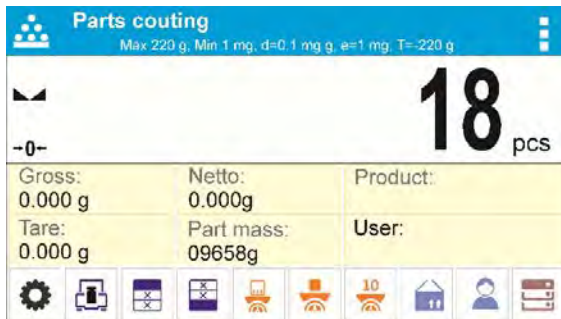 Parts couting
Max 220 g, Min 1 mg, d=0.1 mg g, e=1 mg, T=-220 g
→0←
18 pcs
Gross: Netto: Product:
0.000 g 0.000g
Tare: Part mass: User:
0.000 g 09658g
10